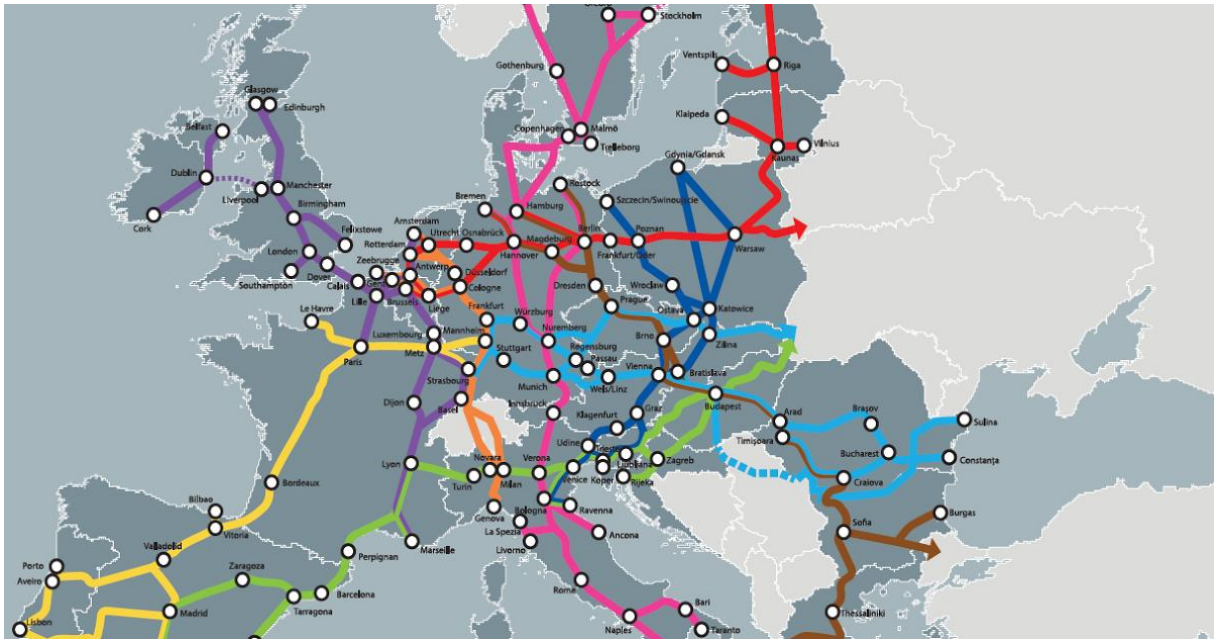 Stockholm
Gothenburg
Ventspils
Riga
Glasgow
Edinburgh
Klaipeda
Belfast
Copenhagen
Malmö
Trelleborg
Kaunas
Vilnius
Gdynia/Gdansk
Dublin
Liverpool
Manchester
Birmingham
Rostock
Bremen
Hamburg
Szczecin/Swinoujscie
Cork
Felixstowe
Amsterdam
Utrecht
Osnabrück
Magdeburg
Berlin
Poznan
Warsaw
London
Rotterdam
Hannover
Frankfurt/Oder
Zeebrugge
Antwerp
Düsseldorf
Southampton
Dover
Calais
Gent
Cologne
Dresden
Wroclaw
Lille
Brussels
Liège
Prague
Katowice
Le Havre
Frankfurt
Würzburg
Ostava
Luxembourg
Mannheim
Nuremberg
Brno
Zilina
Paris
Metz
Stuttgart
Regensburg
Passau
Strasbourg
Vienna
Bratislava
Munich
Wels/Linz
Dijon
Basel
Innsbruck
Klagenfurt
Graz
Budapest
Arad
Braşov
Sulina
Udine
Timişoara
Lyon
Novara
Verona
Trieste
Ljubljana
Zagreb
Bucharest
Constanţa
Turin
Milan
Venice
Koper
Rijeka
Craiova
Bordeaux
Bilbao
Genova
Bologna
Ravenna
Vitoria
La Spezia
Sofia
Burgas
Marseille
Livorno
Ancona
Valladolid
Perpignan
Porto
Aveiro
Zaragoza
Roma
Barcelona
Madrid
Tarragona
Bari
Thessaliniki
Lisbon
Naples
Taranto